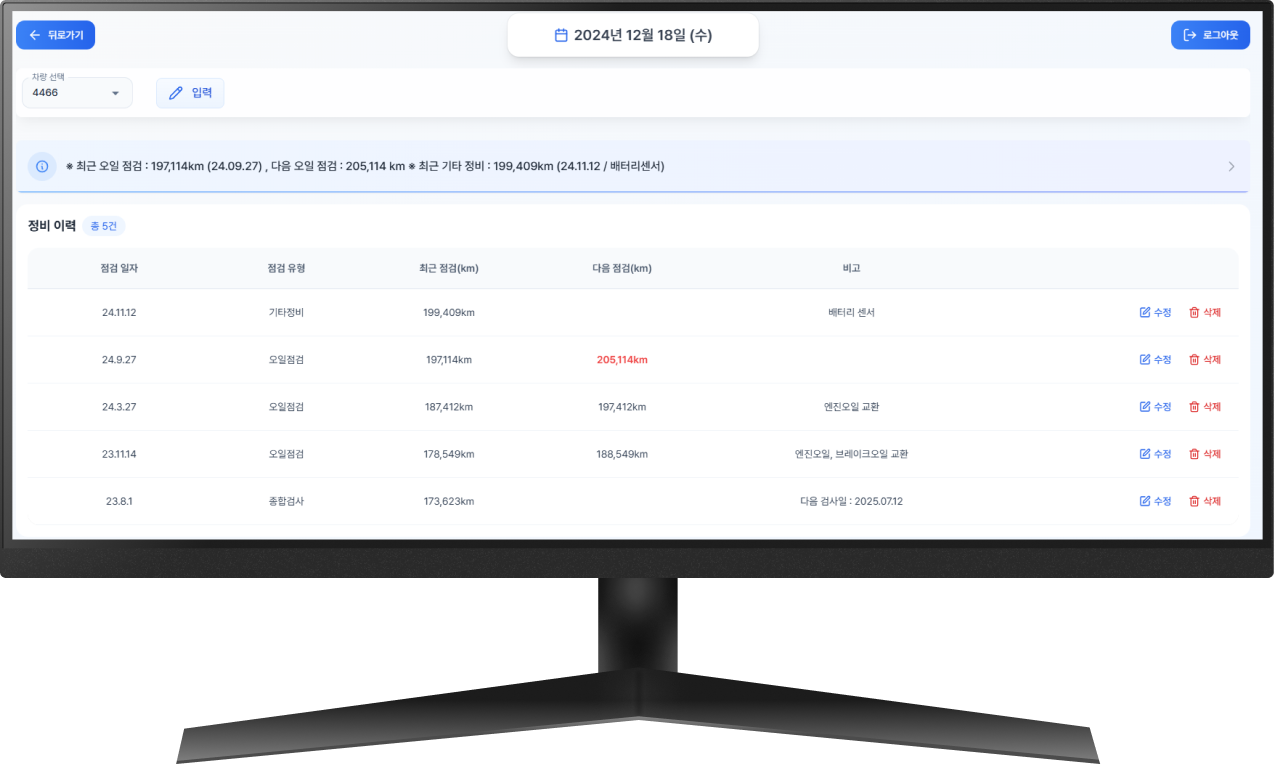 뒤로가기
2024년 12월 18일 (수)
로그아웃
차량 선택
4466
입력
※ 최근 오일 점검 : 197,114km (24.09.27) , 다음 오일 점검 : 205,114 km ※ 최근 기타 정비 : 199,409km (24.11.12 / 배터리센서)
정비 이력 총 5건
점검 일자 점검 유형 최근 점검(km) 다음 점검(km) 비고
24.11.12 기타정비 199,409km 배터리 센서 수정 삭제
24.9.27 오일점검 197,114km 205,114km 수정 삭제
24.3.27 오일점검 187,412km 197,412km 엔진오일 교환 수정 삭제
23.11.14 오일점검 178,549km 188,549km 엔진오일, 브레이크오일 교환 수정 삭제
23.8.1 종합검사 173,623km 다음 검사일 : 2025.07.12 수정 삭제